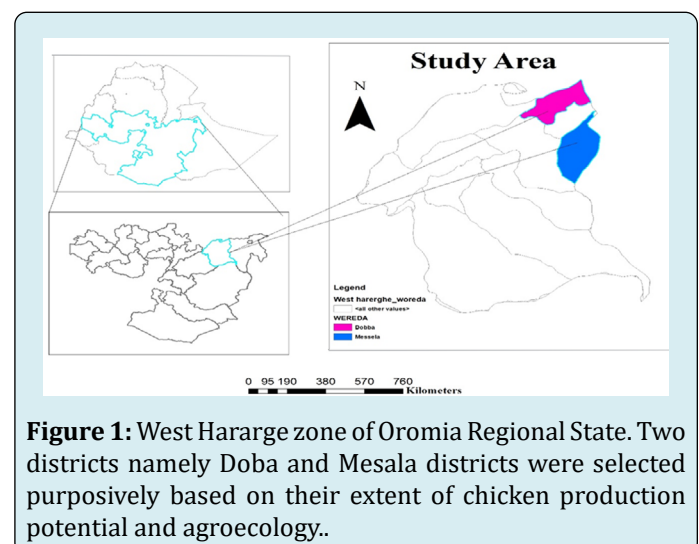 Study Area
N
Legend
West harerghe_woreda
<all other values>
WEREDA
Dobba
Messela
0 95 190 380 570 760
Kilometers
Figure 1: West Hararge zone of Oromia Regional State. Two
districts namely Doba and Mesala districts were selected
purposively based on their extent of chicken production
potential and agroecology..